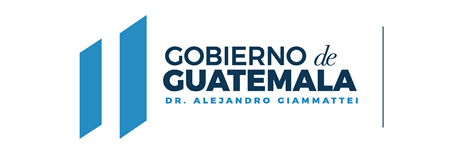 GOBIERNO de
GUATEMALA
DR. ALEJANDRO GIAMMATTEI